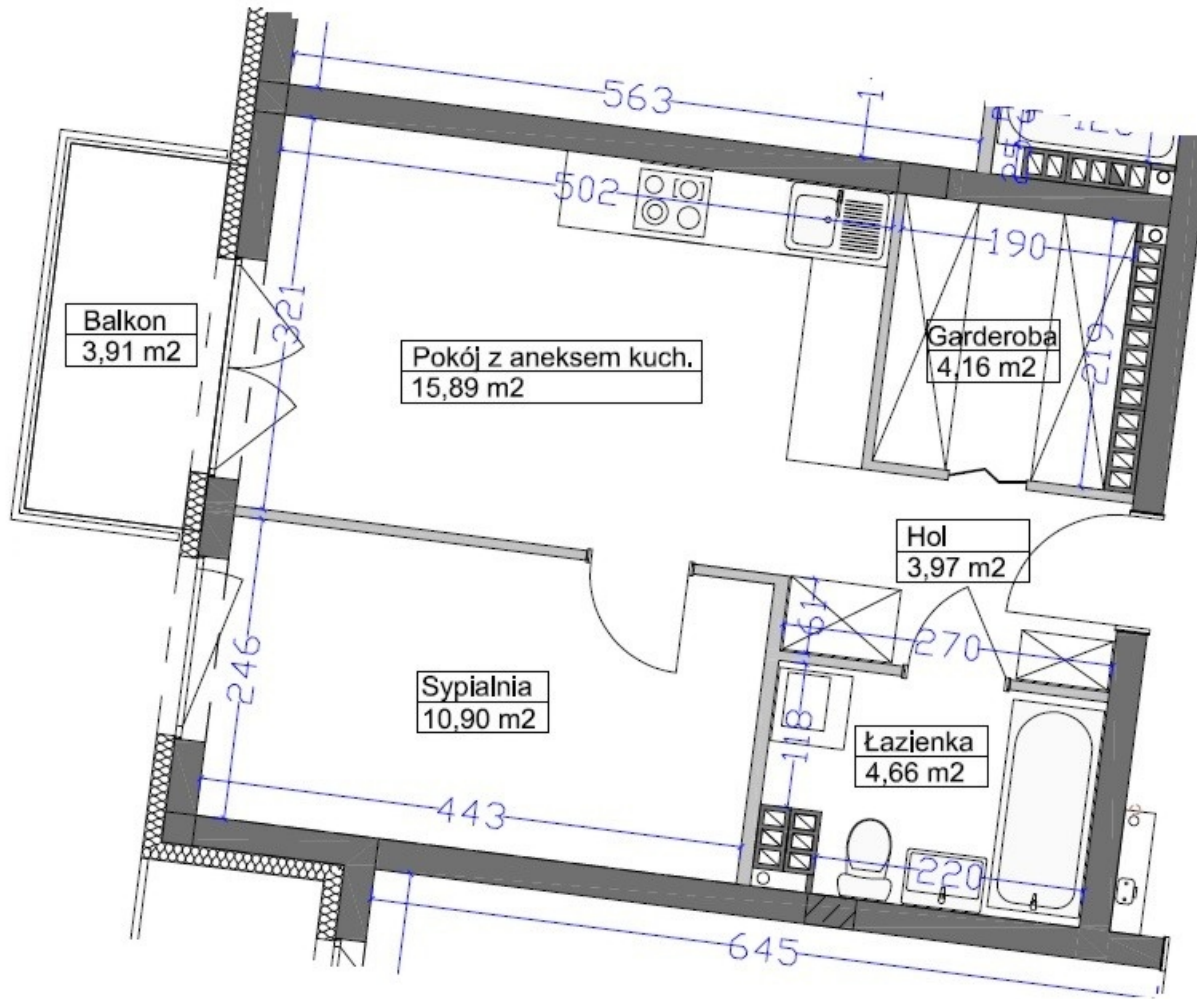 563
1
502
190
321
219
Balkon
3,91 m2
Pokój z aneksem kuch.
15,89 m2
Garderoba
4,16 m2
Hol
3,97 m2
61
270
246
Sypialnia
10,90 m2
118
Łazienka
4,66 m2
443
220
645